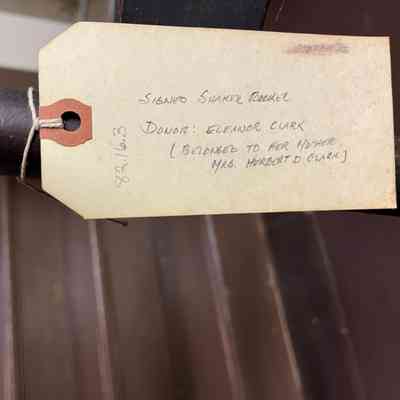 SIGNED SHAKER ROCKER
DONOR: ELEANOR CLARK
(BELONGED TO HER MOTHER
MRS. HERBERT D CLARK)
82.16.3